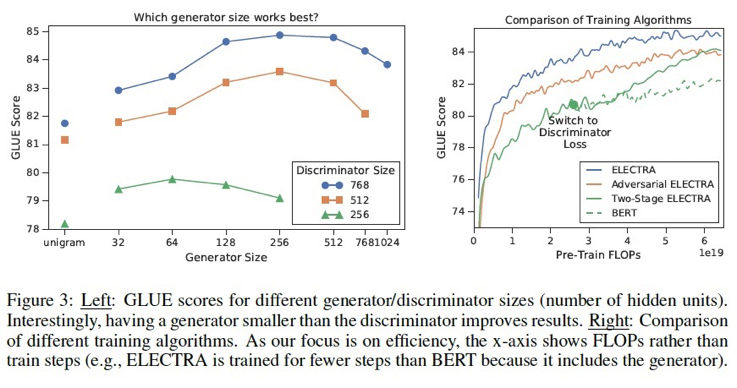 Which generator size works best?
GLUE Score
85
84
83
82
81
80
79
78
unigram 32 64 128 256 512 768 1024
Generator Size
Discriminator Size
768
512
256
Comparison of Training Algorithms
GLUE Score
84
82
80
78
76
74
Switch to
Discriminator
Loss
ELECTRA
Adversarial ELECTRA
Two-Stage ELECTRA
BERT
0 1 2 3 4 5 6
1e19
Pre-Train FLOPs
Figure 3: Left: GLUE scores for different generator/discriminator sizes (number of hidden units).
Interestingly, having a generator smaller than the discriminator improves results. Right: Comparison
of different training algorithms. As our focus is on efficiency, the x-axis shows FLOPs rather than
train steps (e.g., ELECTRA is trained for fewer steps than BERT because it includes the generator).